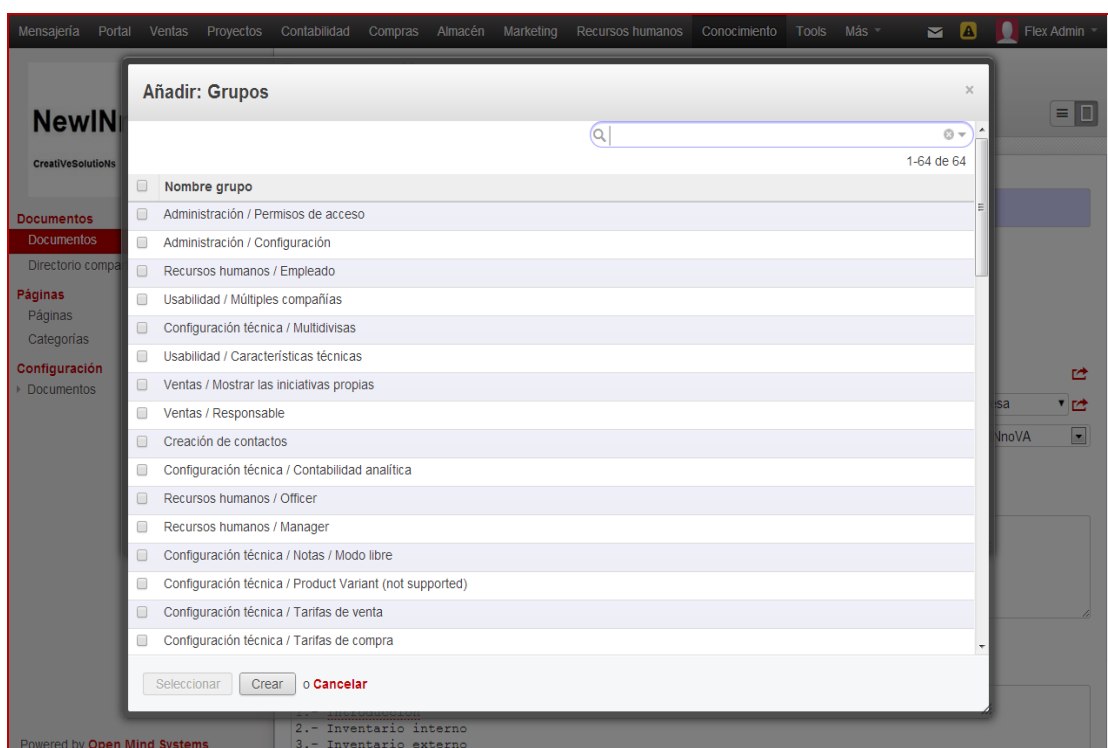 Mensajería Portal Ventas Proyectos Contabilidad Compras Almacén Marketing Recursos humanos Conocimiento Tools Más Flex Admin
NewIN
CreatiVeSolutioNs
Documentos
Documentos
Directorio compa
Páginas
Páginas
Categorías
Configuración
Documentos
Powered by Open Mind Systems
Añadir: Grupos ×
1-64 de 64
Nombre grupo
Administración / Permisos de acceso
Administración / Configuración
Recursos humanos / Empleado
Usabilidad / Múltiples compañías
Configuración técnica / Multidivisas
Usabilidad / Características técnicas
Ventas / Mostrar las iniciativas propias
Ventas / Responsable
Creación de contactos
Configuración técnica / Contabilidad analítica
Recursos humanos / Officer
Recursos humanos / Manager
Configuración técnica / Notas / Modo libre
Configuración técnica / Product Variant (not supported)
Configuración técnica / Tarifas de venta
Configuración técnica / Tarifas de compra
Seleccionar Crear o Cancelar
esa
NnoVA
1.- Introducción
2.- Inventario interno
3.- Inventario externo